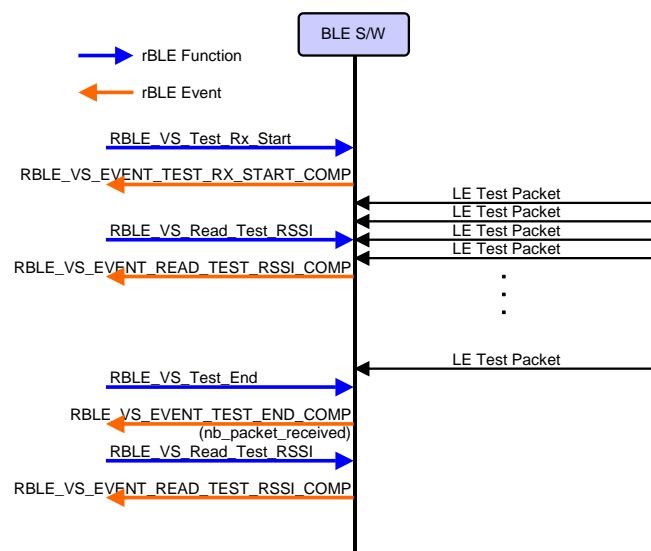 BLE S/W
rBLE Function
rBLE Event
RBLE_VS_Test_Rx_Start
RBLE_VS_EVENT_TEST_RX_START_COMP
LE Test Packet
LE Test Packet
RBLE_VS_Read_Test_RSSI
LE Test Packet
LE Test Packet
RBLE_VS_EVENT_READ_TEST_RSSI_COMP
LE Test Packet
RBLE_VS_Test_End
RBLE_VS_EVENT_TEST_END_COMP
(nb_packet_received)
RBLE_VS_Read_Test_RSSI
RBLE_VS_EVENT_READ_TEST_RSSI_COMP